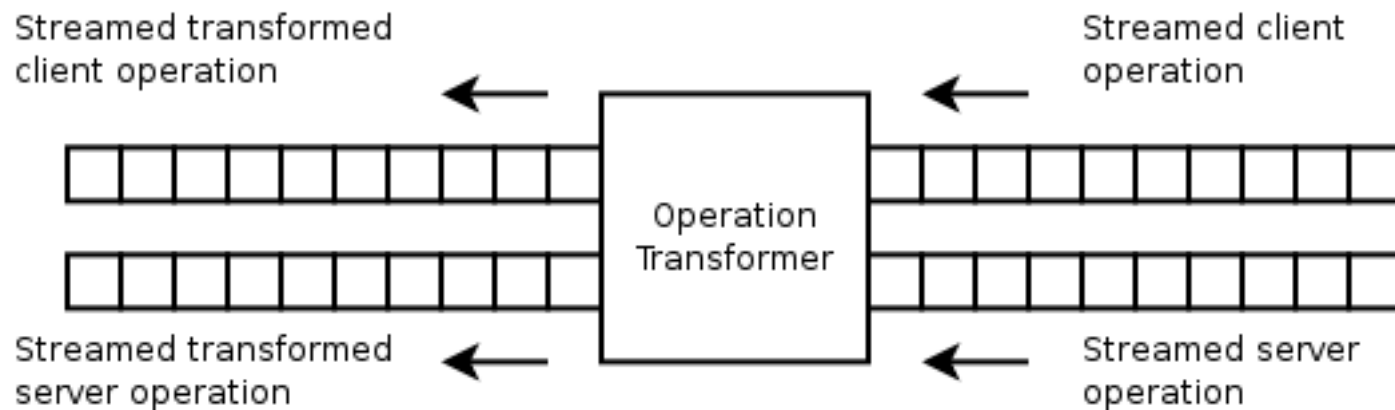 Streamed transformed
client operation
Streamed client
operation
Operation
Transformer
Streamed transformed
server operation
Streamed server
operation